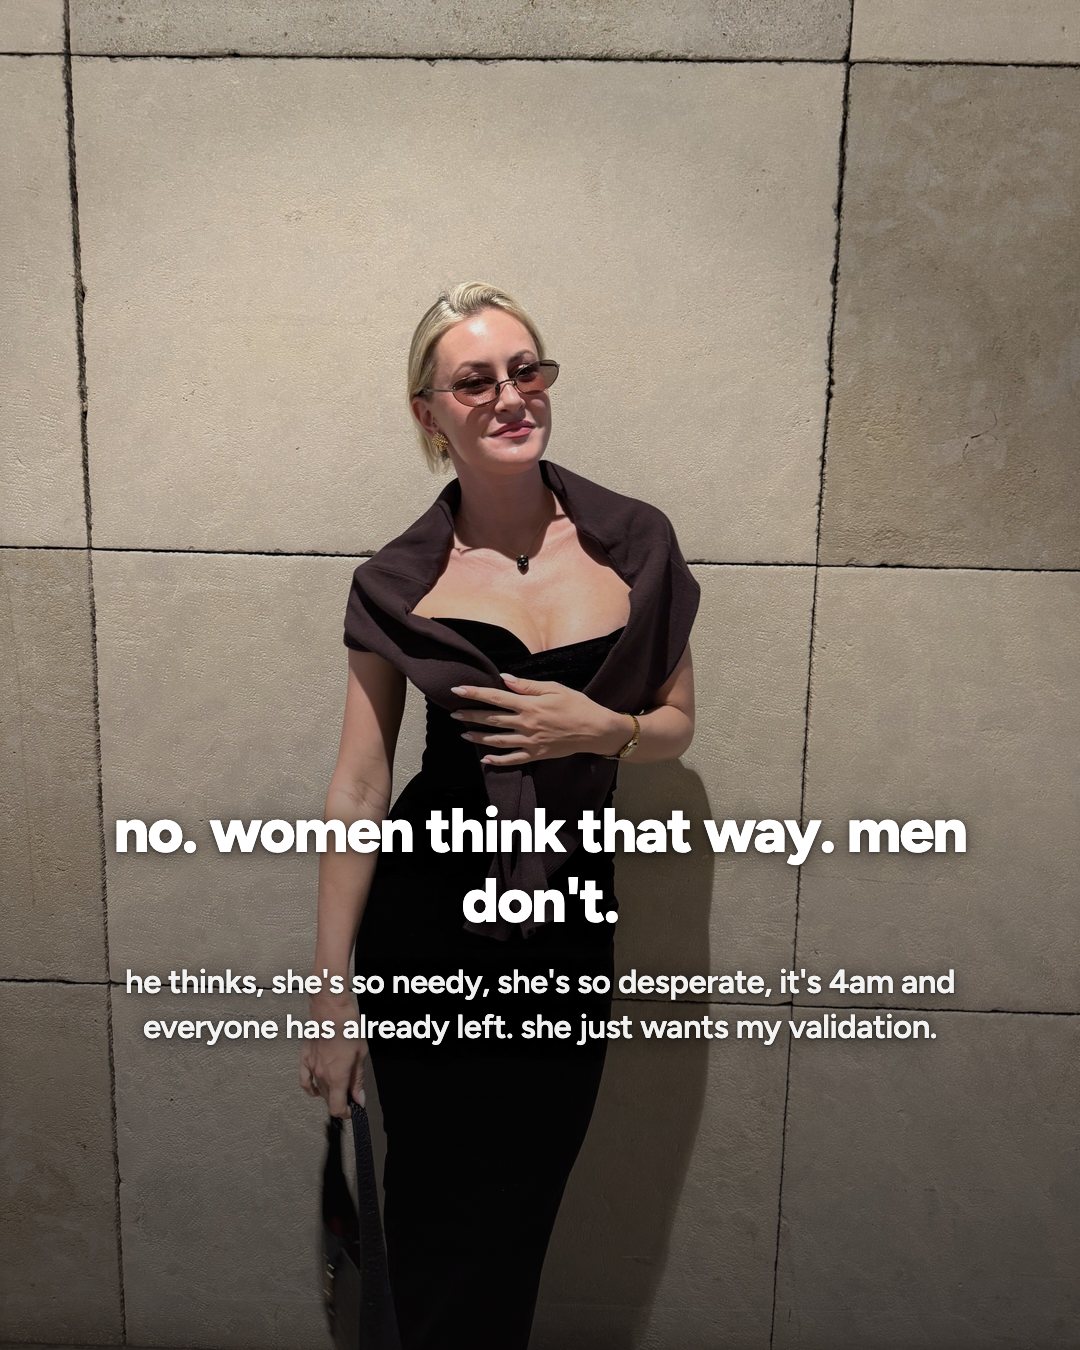 no. women think that way. men
don't.
he thinks, she's so needy, she's so desperate, it's 4am and
everyone has already left. she just wants my validation.